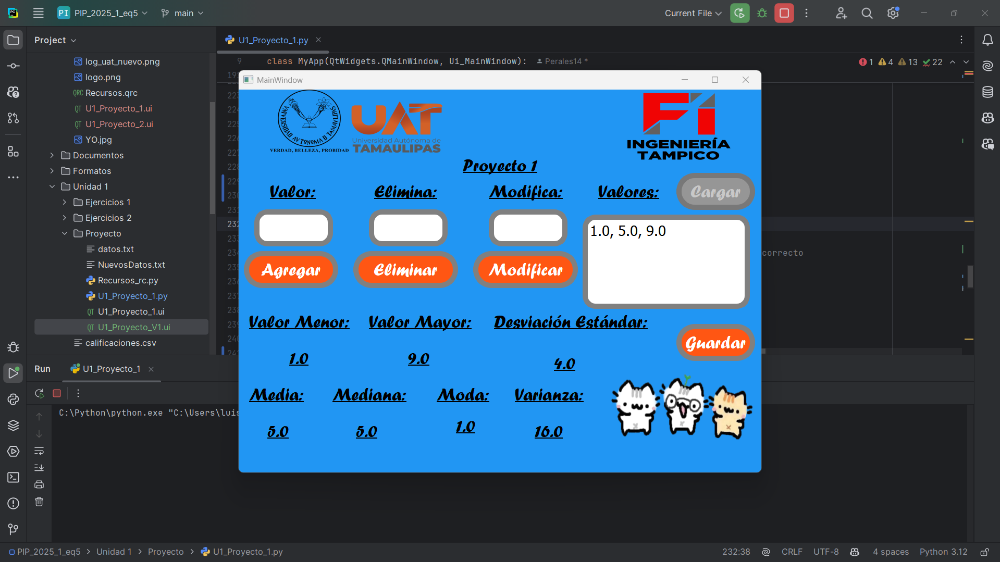 PI PIP_2025_1_eq5 main Current File
Project
U1_Proyecto_1.py
9 class MyApp(QtWidgets.QMainWindow, Ui_MainWindow): Perales14 *
1 4 13 22
log_uat_nuevo.png
logo.png
QRC Recursos.qrc
QT U1_Proyecto_1.ui
QT U1_Proyecto_2.ui
YO.jpg
Documentos
Formatos
Unidad 1
Ejercicios 1
Ejercicios 2
Proyecto
datos.txt
NuevosDatos.txt
Recursos_rc.py
U1_Proyecto_1.py
QT U1_Proyecto_1.ui
QT U1_Proyecto_V1.ui
calificaciones.csv
232
correcto
MainWindow
UNIVERSIDAD AUTONOMA D TAMAULIPAS
VERDAD, BELLEZA, PROBIDAD
UAT
Universidad Autónoma de
TAMAULIPAS
FI
INGENIERÍA
TAMPICO
Proyecto 1
Valor: Elimina: Modifica: Valores: Cargar
1.0, 5.0, 9.0
Agregar Eliminar Modificar
Valor Menor: Valor Mayor: Desviación Estándar:
Guardar
1.0 9.0 4.0
Media: Mediana: Moda: Varianza:
5.0 5.0 1.0 16.0
Run U1_Proyecto_1
C:\Python\python.exe "C:\Users\luis
PIP_2025_1_eq5 > Unidad 1 > Proyecto > U1_Proyecto_1.py
232:38 CRLF UTF-8 4 spaces Python 3.12